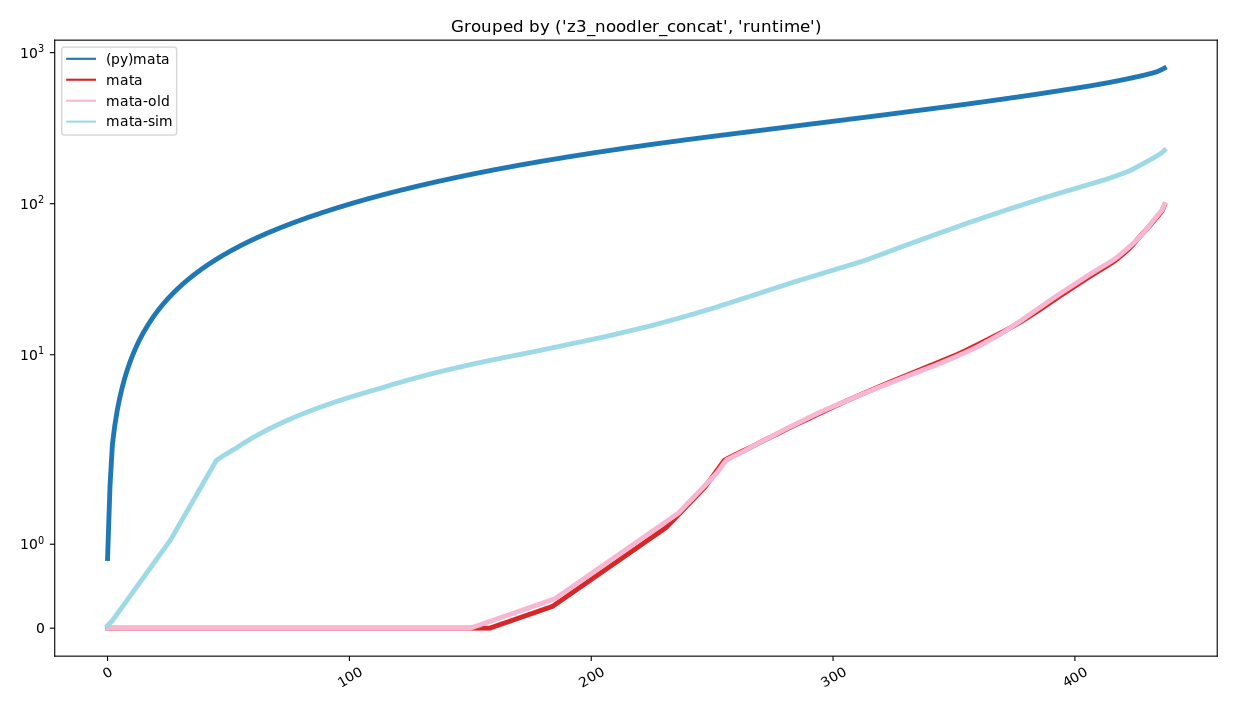 Grouped by ('z3_noodler_concat', 'runtime')
(py)mata
mata
mata-old
mata-sim
10³
10²
10¹
10⁰
0
0
100
200
300
400